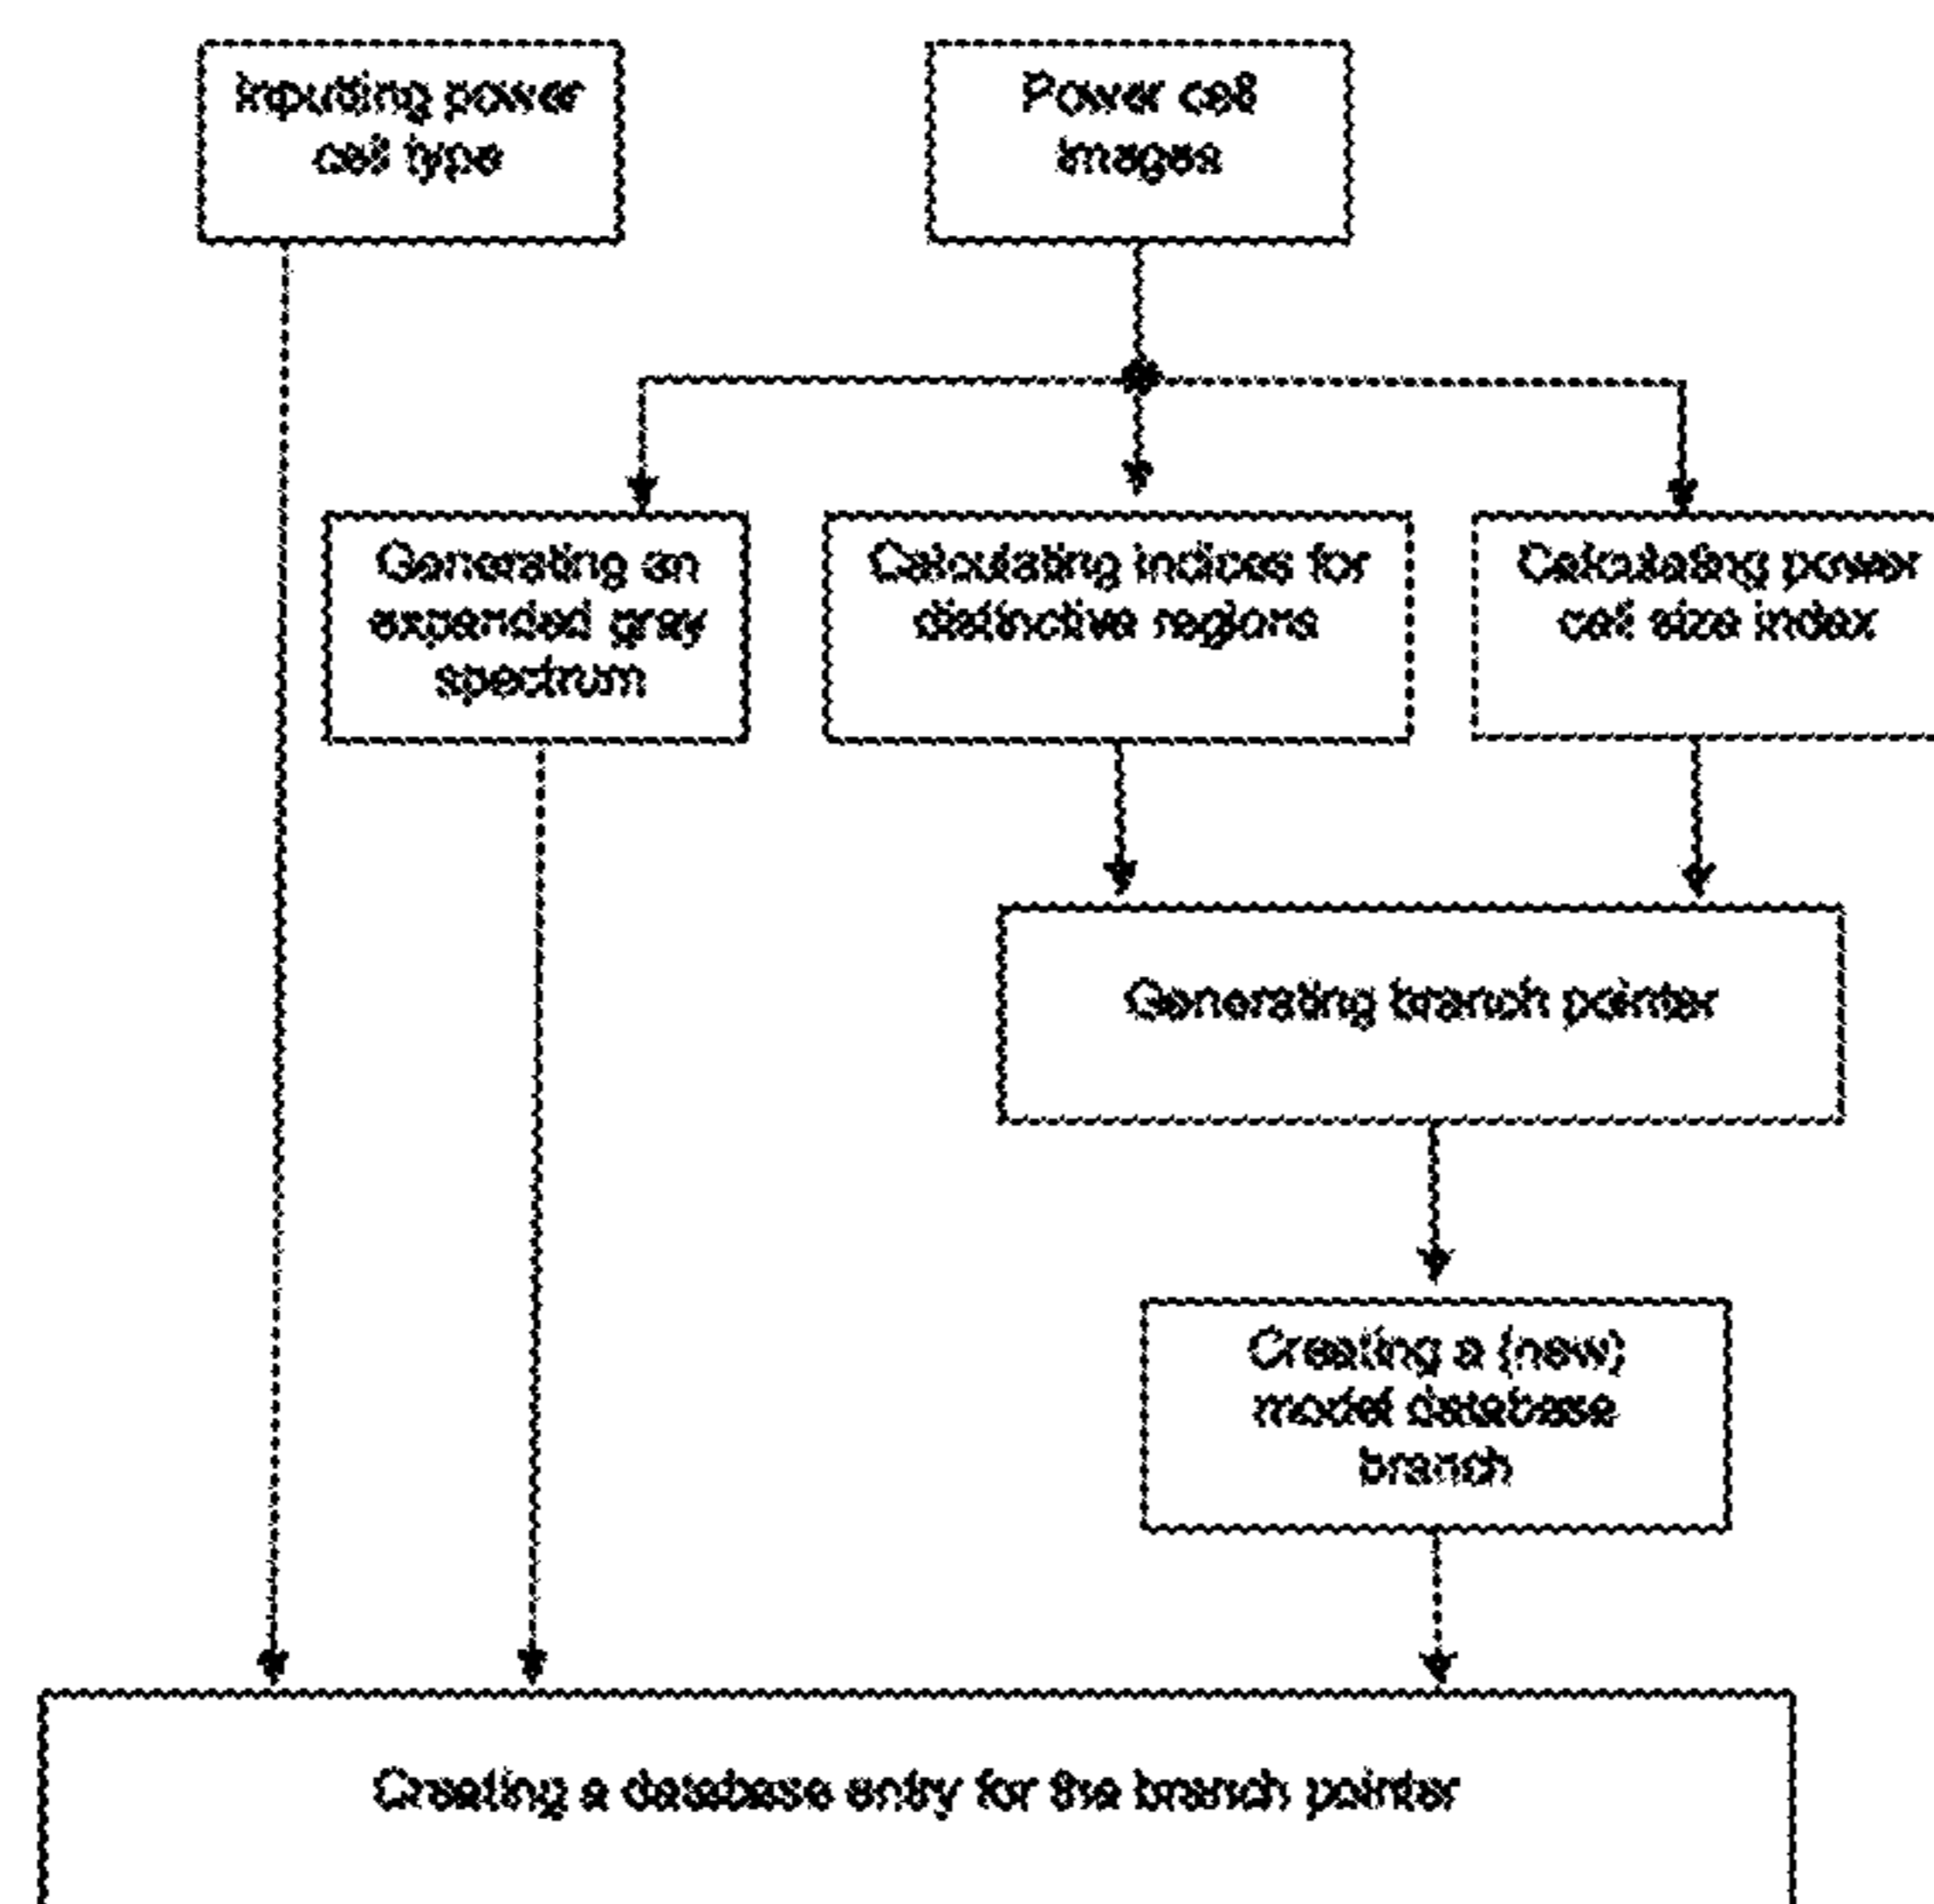 Inputting power
cell type
Power cell
images
Generating an
expanded gray
spectrum
Calculating indices for
distinctive regions
Calculating power
cell size index
Generating branch pointer
Creating a (new)
model database
branch
Creating a database entry for the branch pointer